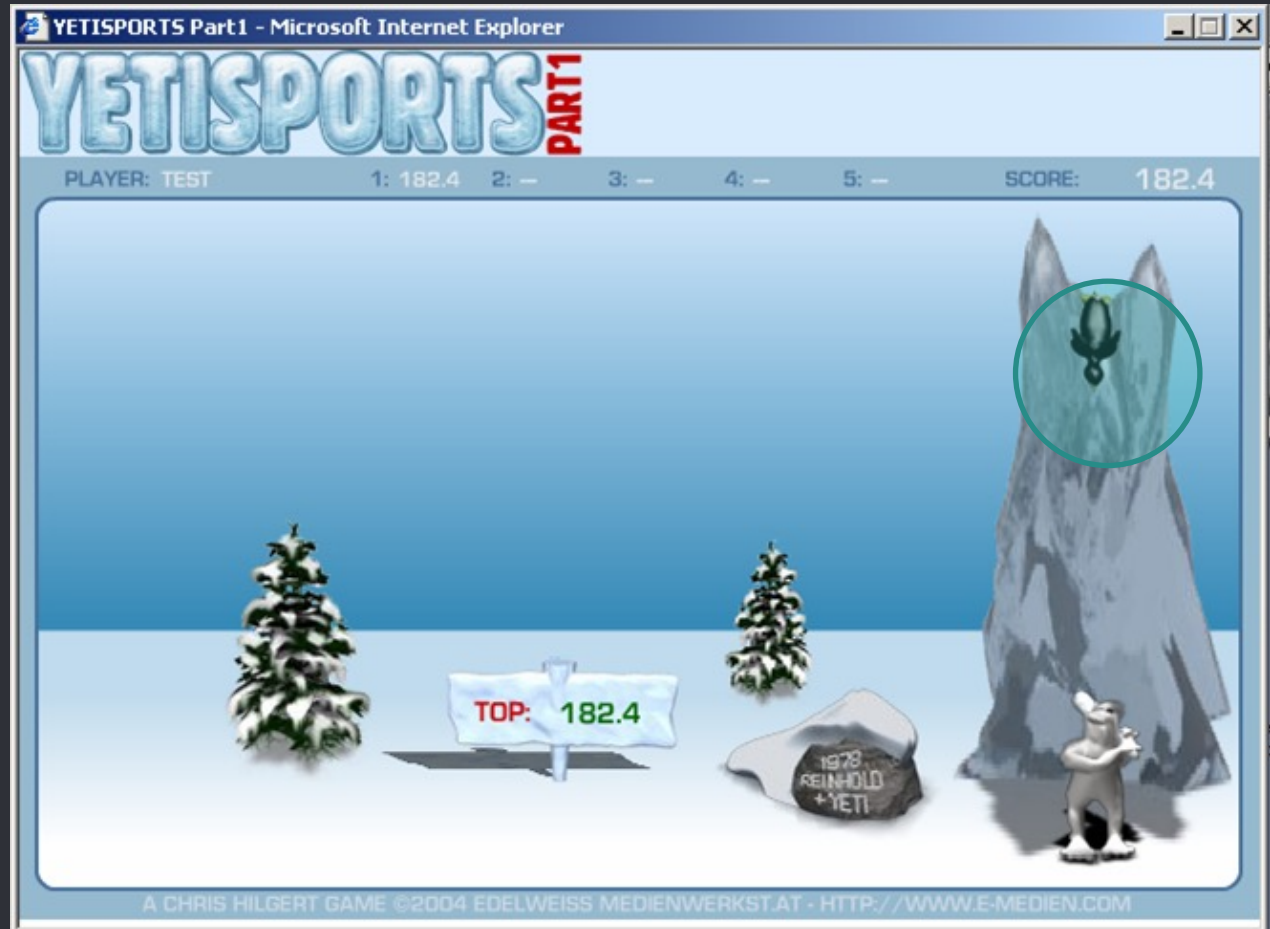 YETISPORTS Part1 - Microsoft Internet Explorer
YETISPORTS PART1
PLAYER: TEST 1: 182.4 2: -- 3: -- 4: -- 5: -- SCORE: 182.4
TOP: 182.4
1978
REINHOLD
+YETI
A CHRIS HILGERT GAME ©2004 EDELWEISS MEDIENWERKST.AT - HTTP://WWW.E-MEDIEN.COM